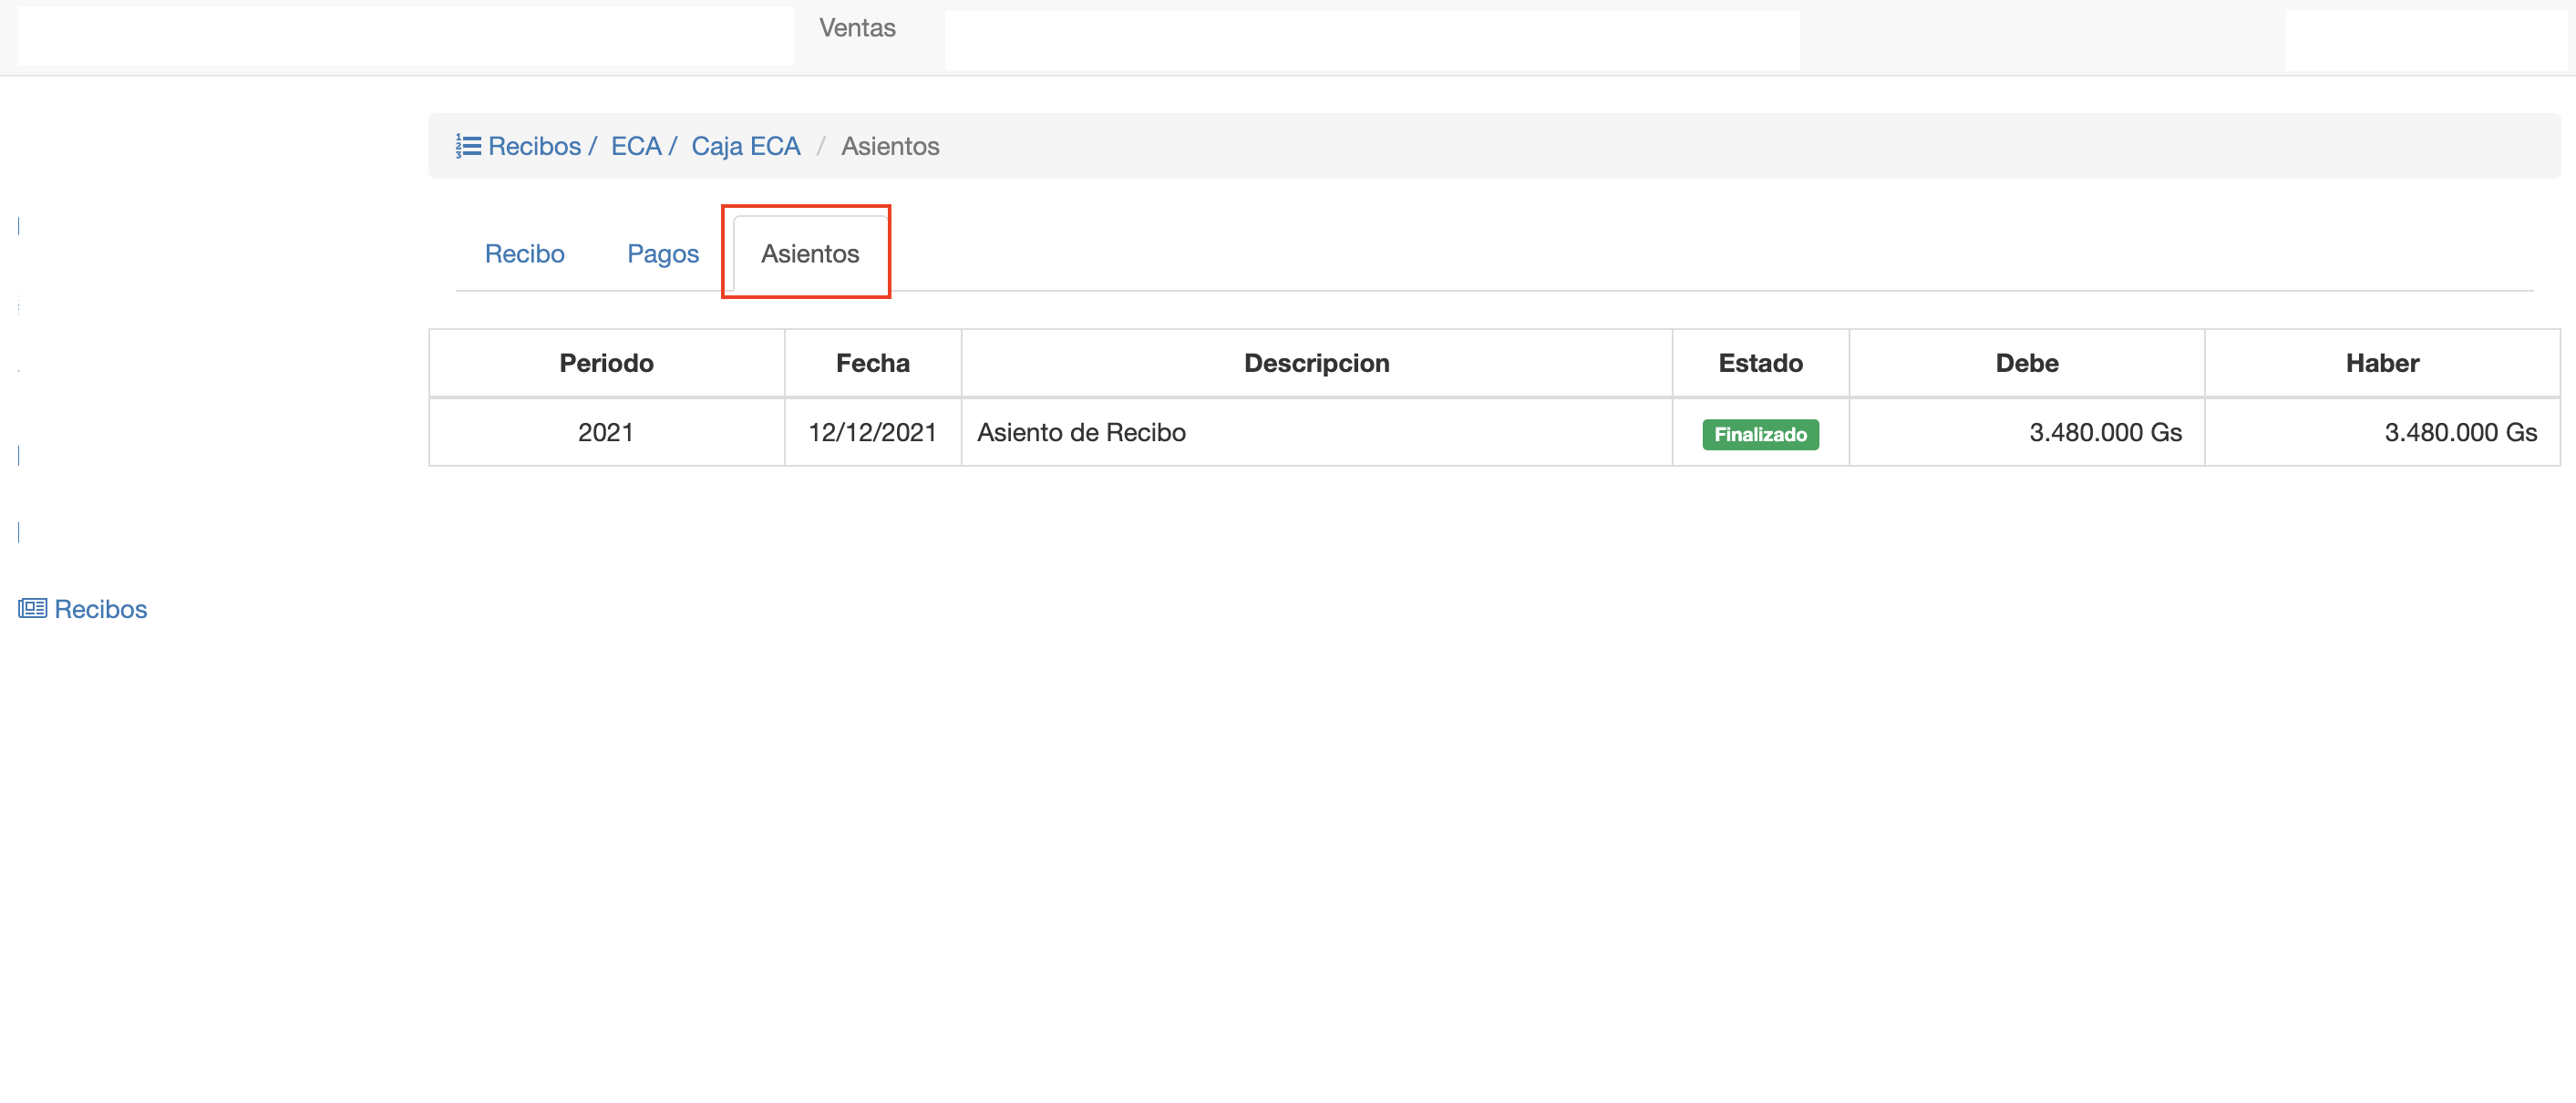 Ventas
Recibos / ECA / Caja ECA / Asientos
Recibo Pagos Asientos
Periodo Fecha Descripcion Estado Debe Haber
2021 12/12/2021 Asiento de Recibo Finalizado 3.480.000 Gs 3.480.000 Gs
Recibos